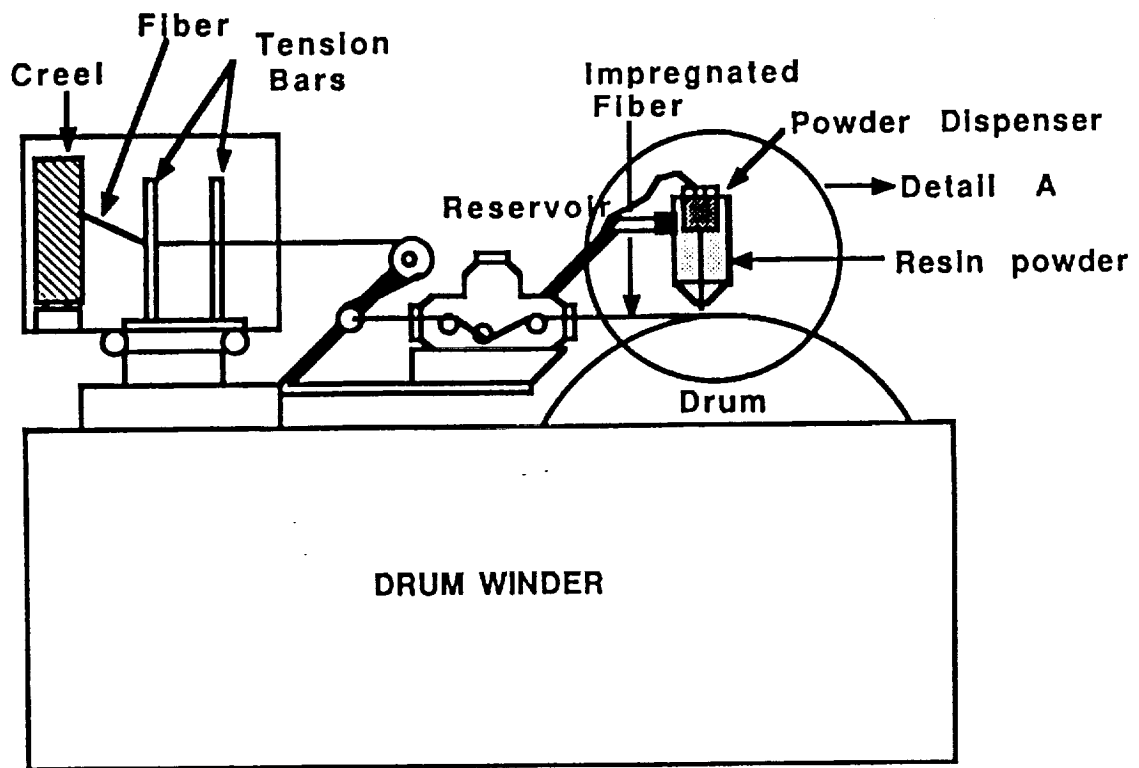 Fiber
Tension
Bars
Creel
Impregnated
Fiber
Powder Dispenser
Detail A
Reservoir
Resin powder
Drum
DRUM WINDER